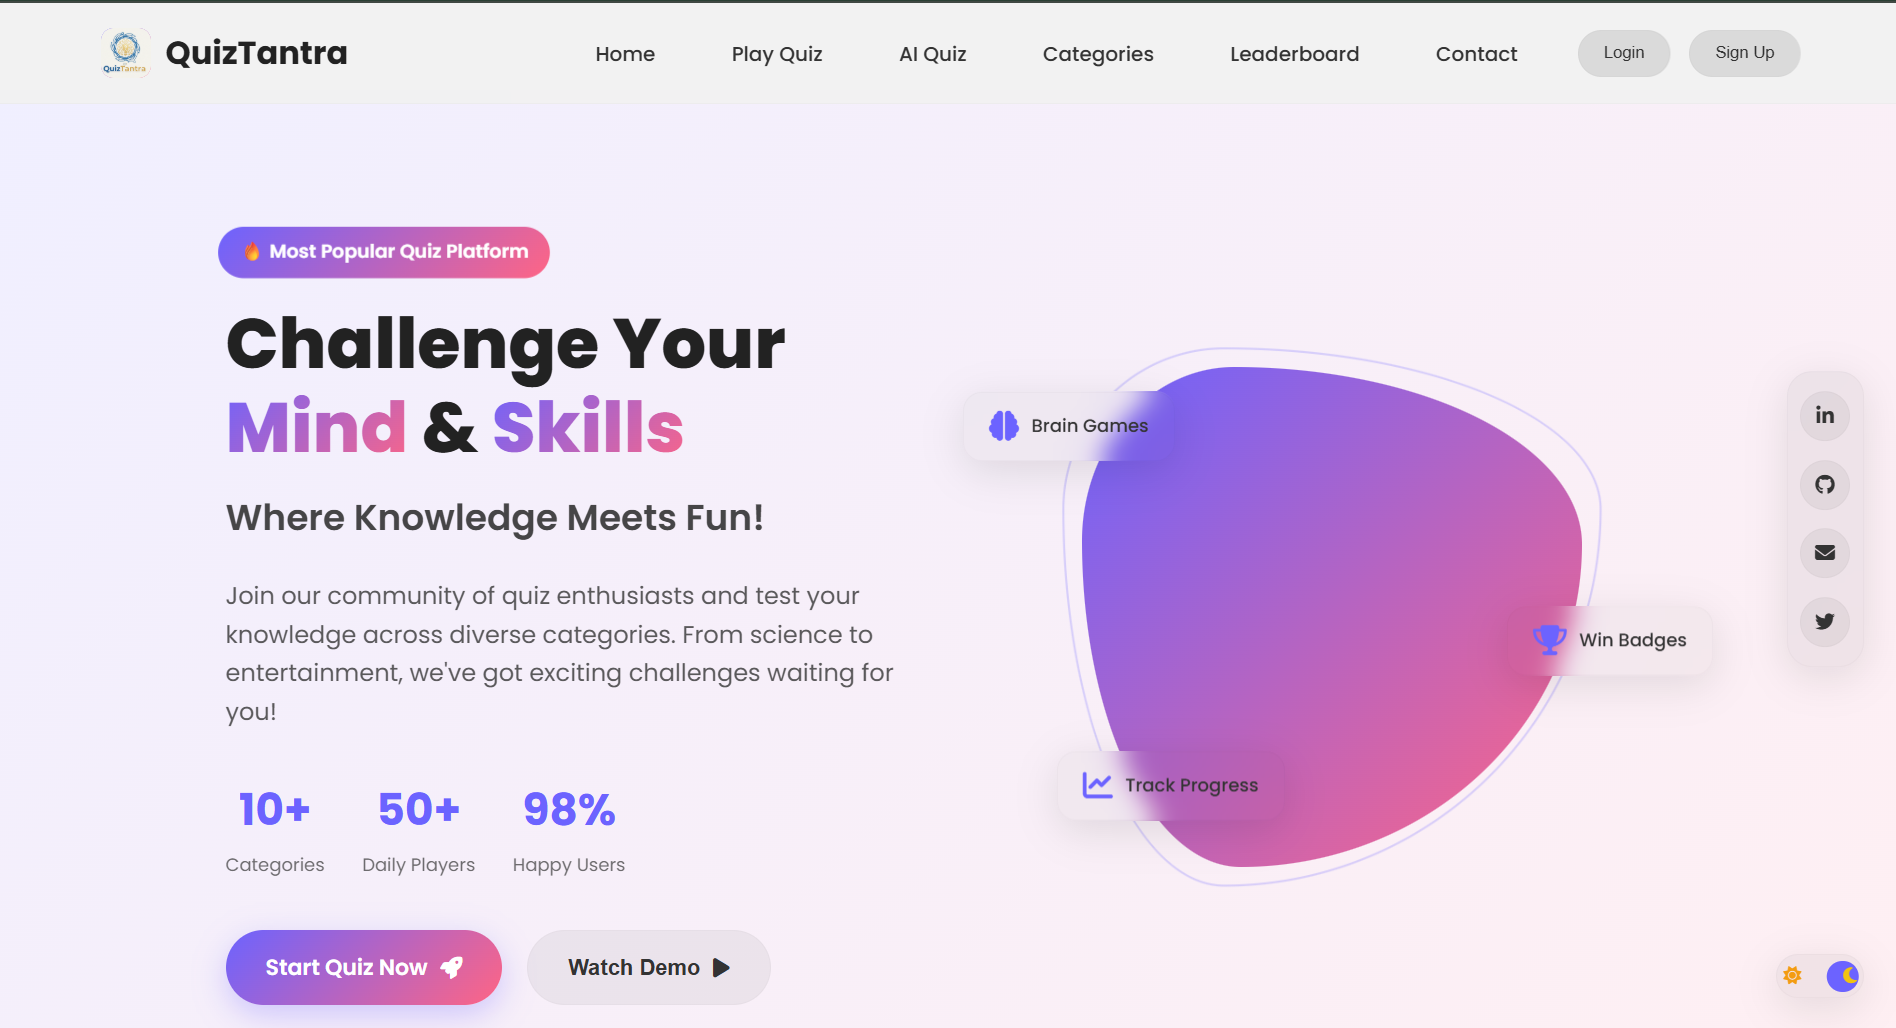 QuizTantra
QuizTantra
Home
Play Quiz
AI Quiz
Categories
Leaderboard
Contact
Login
Sign Up
Most Popular Quiz Platform
Challenge Your
Mind & Skills
Where Knowledge Meets Fun!
Join our community of quiz enthusiasts and test your
knowledge across diverse categories. From science to
entertainment, we've got exciting challenges waiting for
you!
10+
Categories
50+
Daily Players
98%
Happy Users
Start Quiz Now
Watch Demo
Brain Games
Win Badges
Track Progress
in